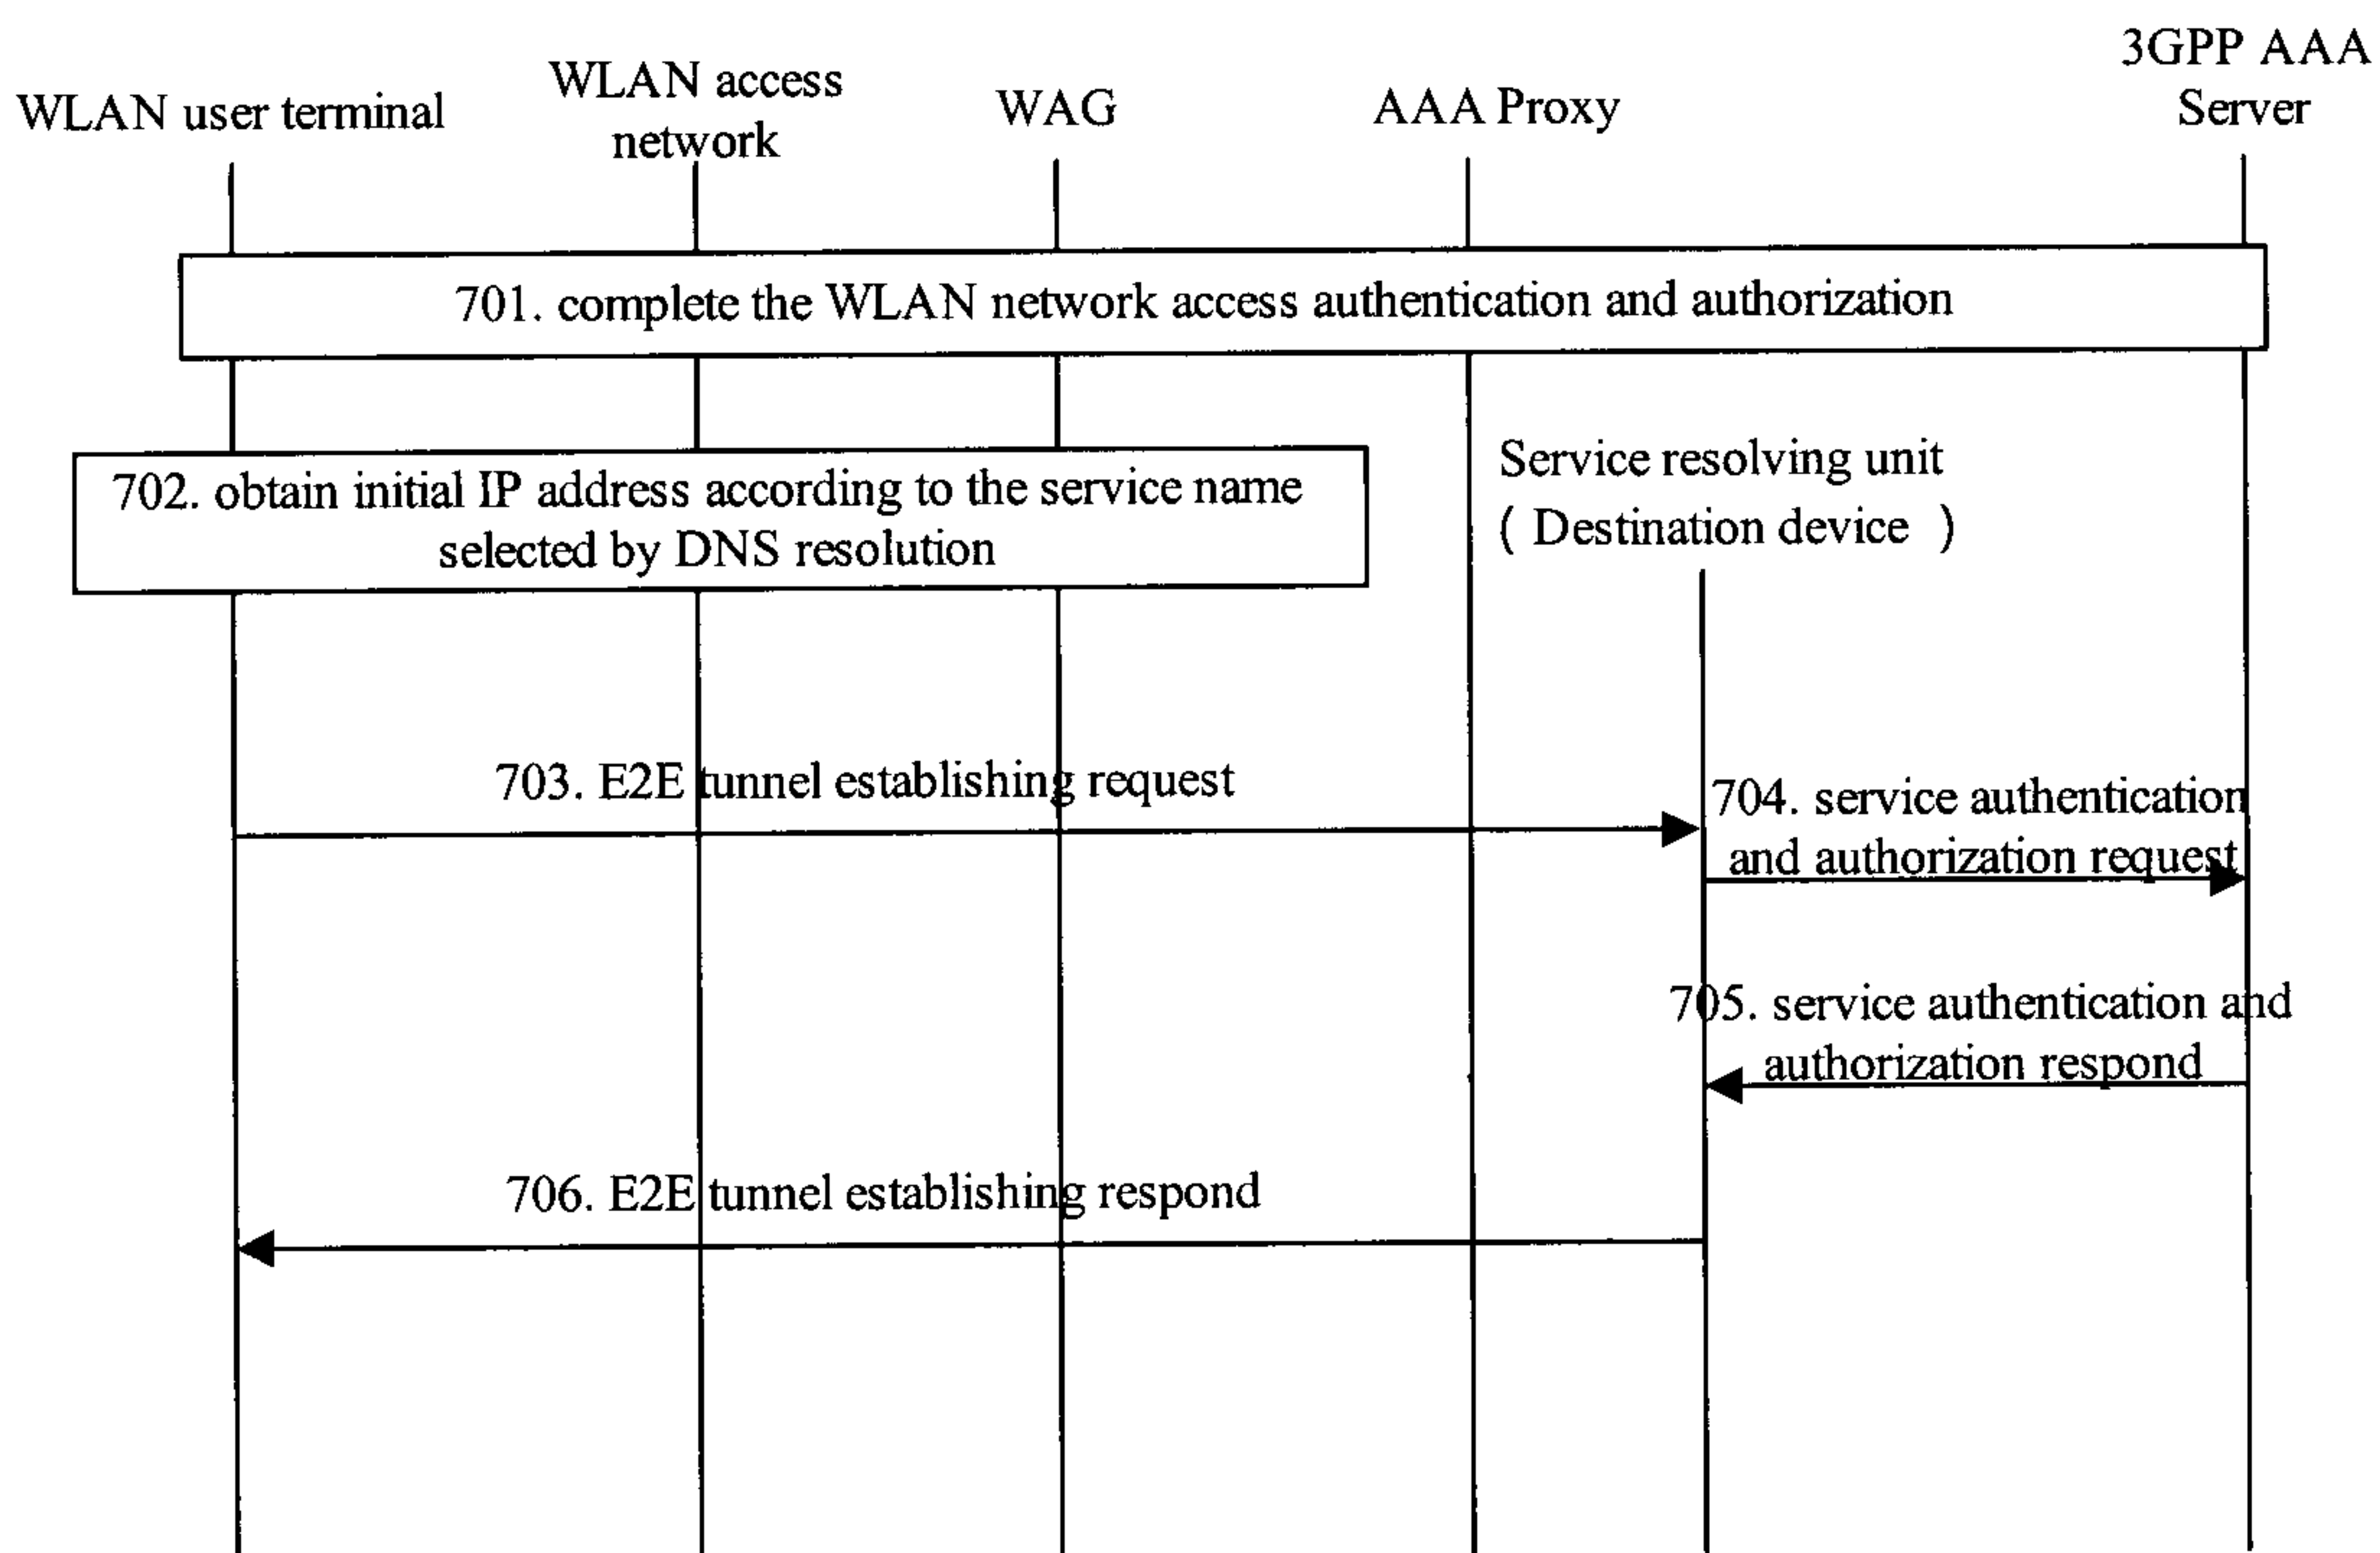 WLAN user terminal
WLAN access
network
WAG
AAA Proxy
3GPP AAA
Server
701. complete the WLAN network access authentication and authorization
702. obtain initial IP address according to the service name
selected by DNS resolution
Service resolving unit
( Destination device )
703. E2E tunnel establishing request
704. service authentication
and authorization request
705. service authentication and
authorization respond
706. E2E tunnel establishing respond